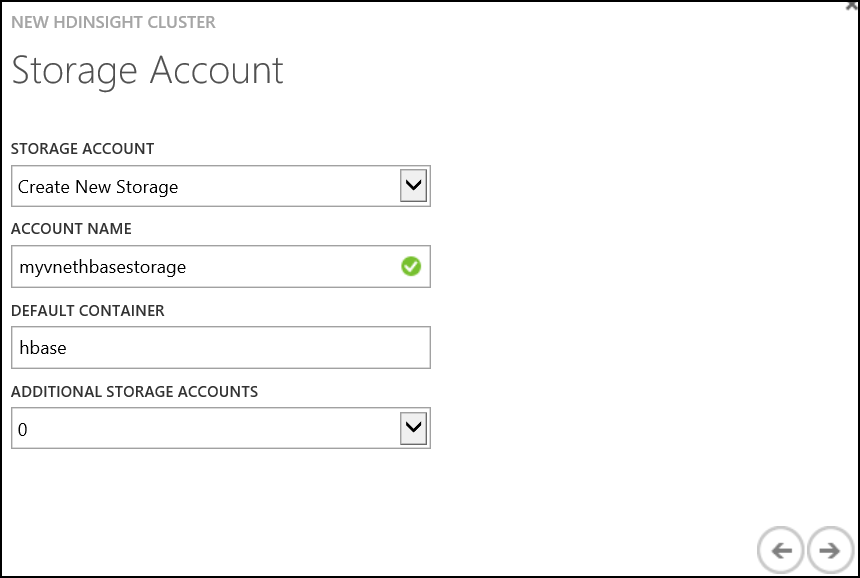 NEW HDINSIGHT CLUSTER
Storage Account
STORAGE ACCOUNT
Create New Storage
ACCOUNT NAME
myvnethbasestorage
DEFAULT CONTAINER
hbase
ADDITIONAL STORAGE ACCOUNTS
0